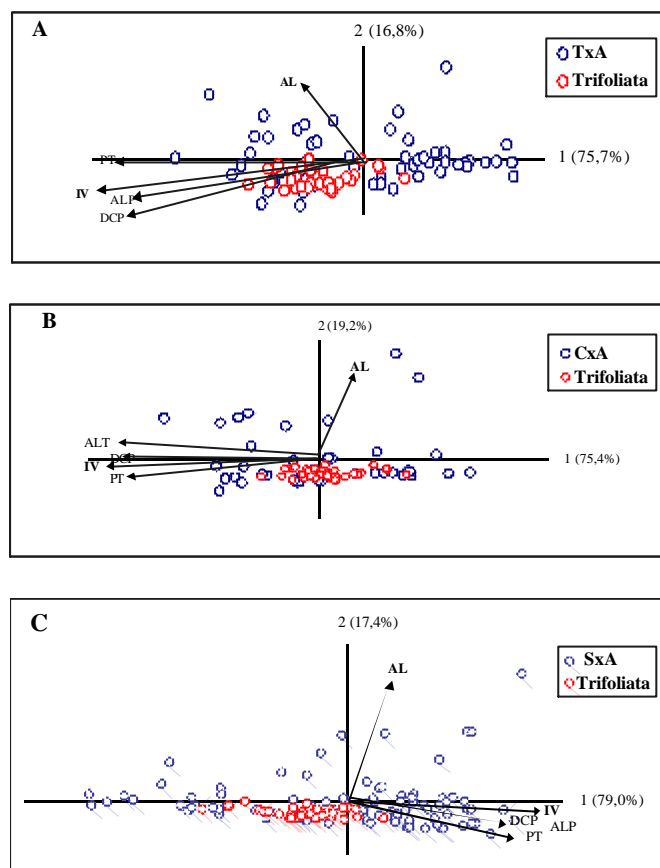 A
2 (16,8%)
TxA
Trifoliata
AL
1 (75,7%)
PT
IV
ALP
DCP
B
2 (19,2%)
CxA
Trifoliata
AL
ALT
DCP
IV
PT
1 (75,4%)
C
2 (17,4%)
SxA
Trifoliata
AL
1 (79,0%)
IV
DCP
ALP
PT